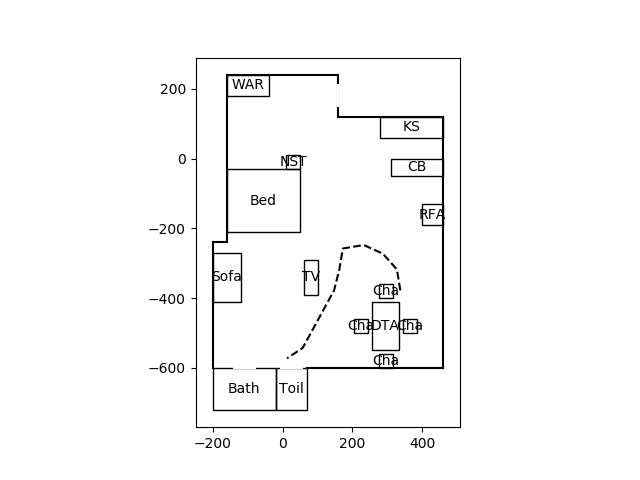 WAR
KS
NST
CB
Bed
RFA
Sofa
TV
Cha
Cha
DTA
Cha
Cha
Bath
Toil
200
0
−200
−400
−600
−200
0
200
400